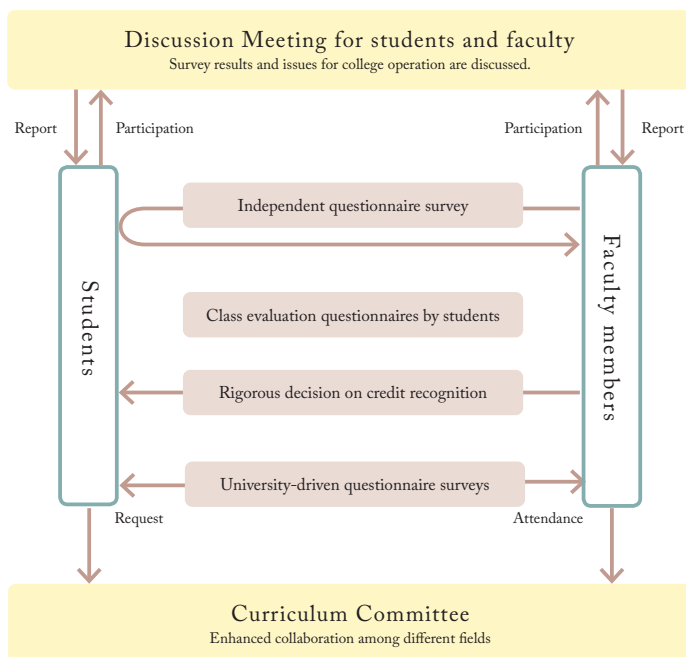 Discussion Meeting for students and faculty
Survey results and issues for college operation are discussed.
Report
Participation
Participation
Report
Independent questionnaire survey
Students
Faculty members
Class evaluation questionnaires by students
Rigorous decision on credit recognition
University-driven questionnaire surveys
Request
Attendance
Curriculum Committee
Enhanced collaboration among different fields